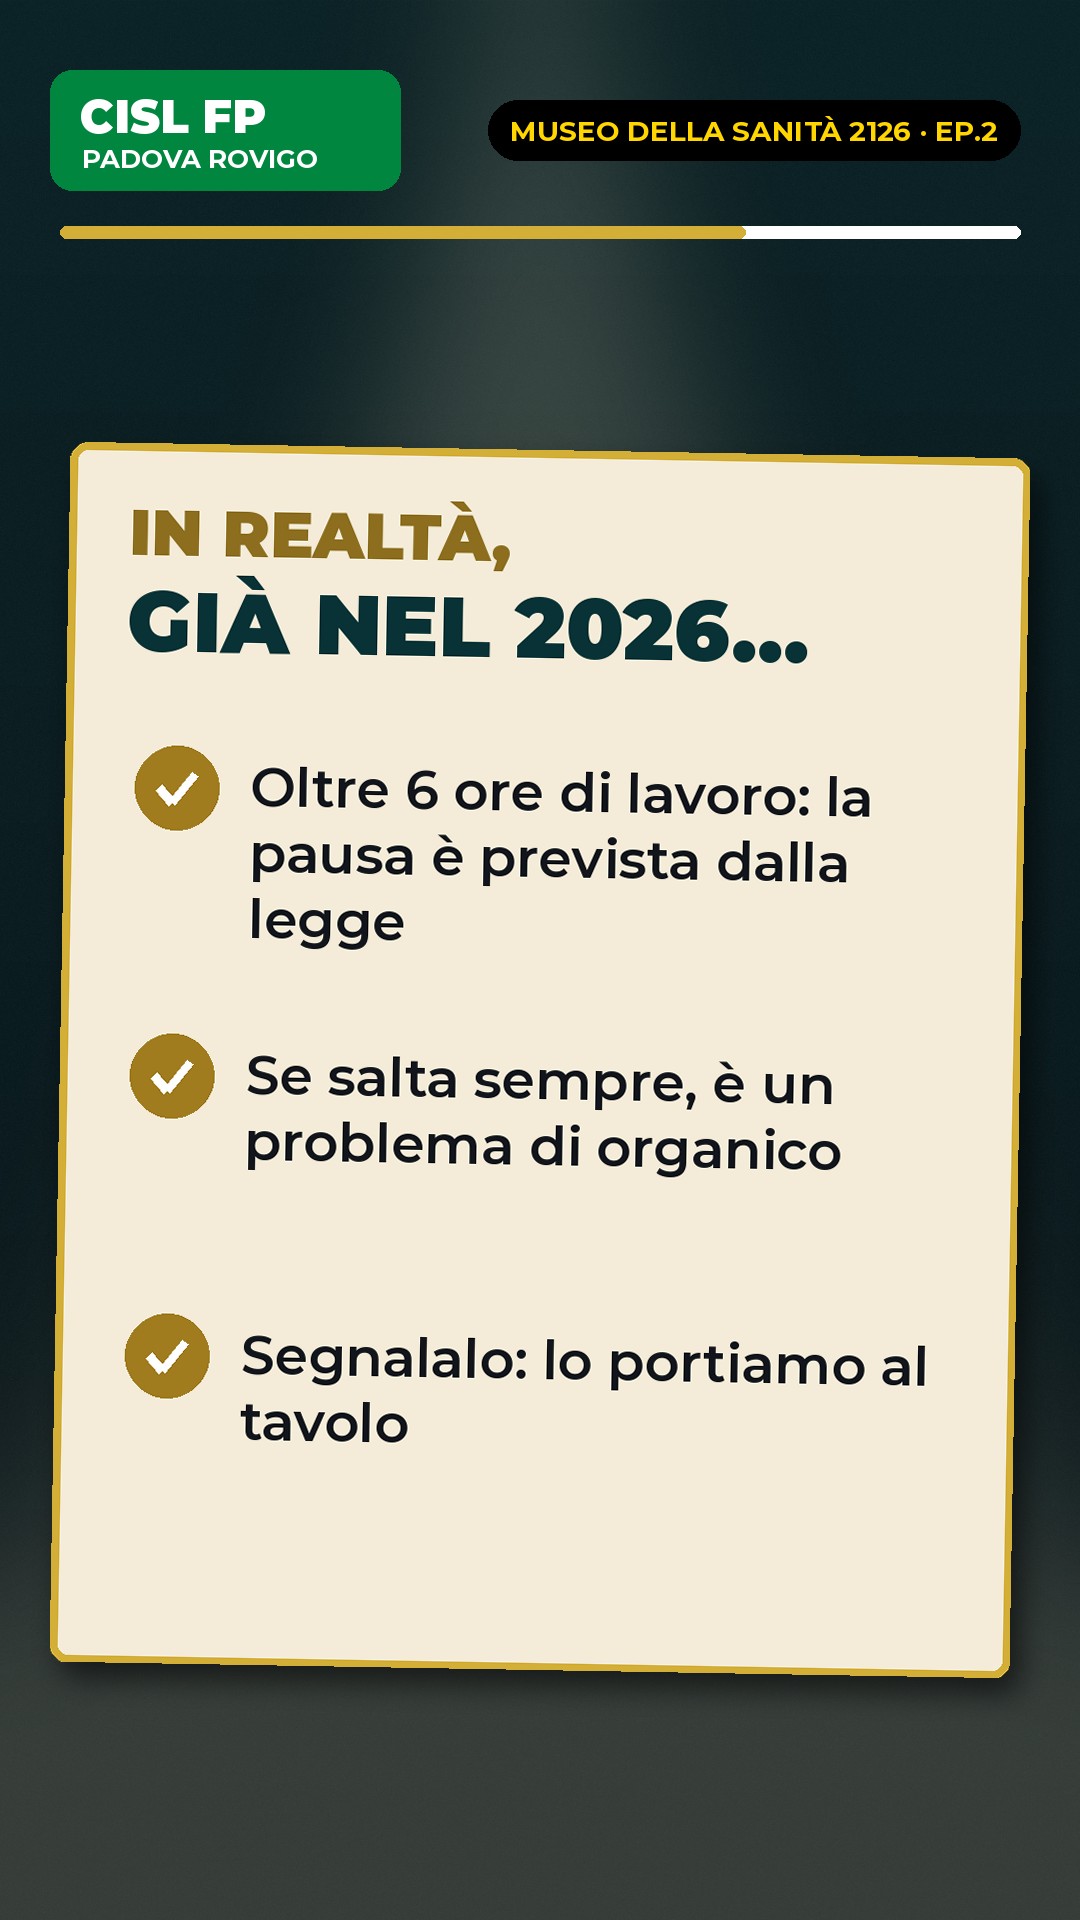 CISL FP
PADOVA ROVIGO
MUSEO DELLA SANITÀ 2126 · EP.2
IN REALTÀ,
GIÀ NEL 2026...
Oltre 6 ore di lavoro: la
pausa è prevista dalla
legge
Se salta sempre, è un
problema di organico
Segnalalo: lo portiamo al
tavolo